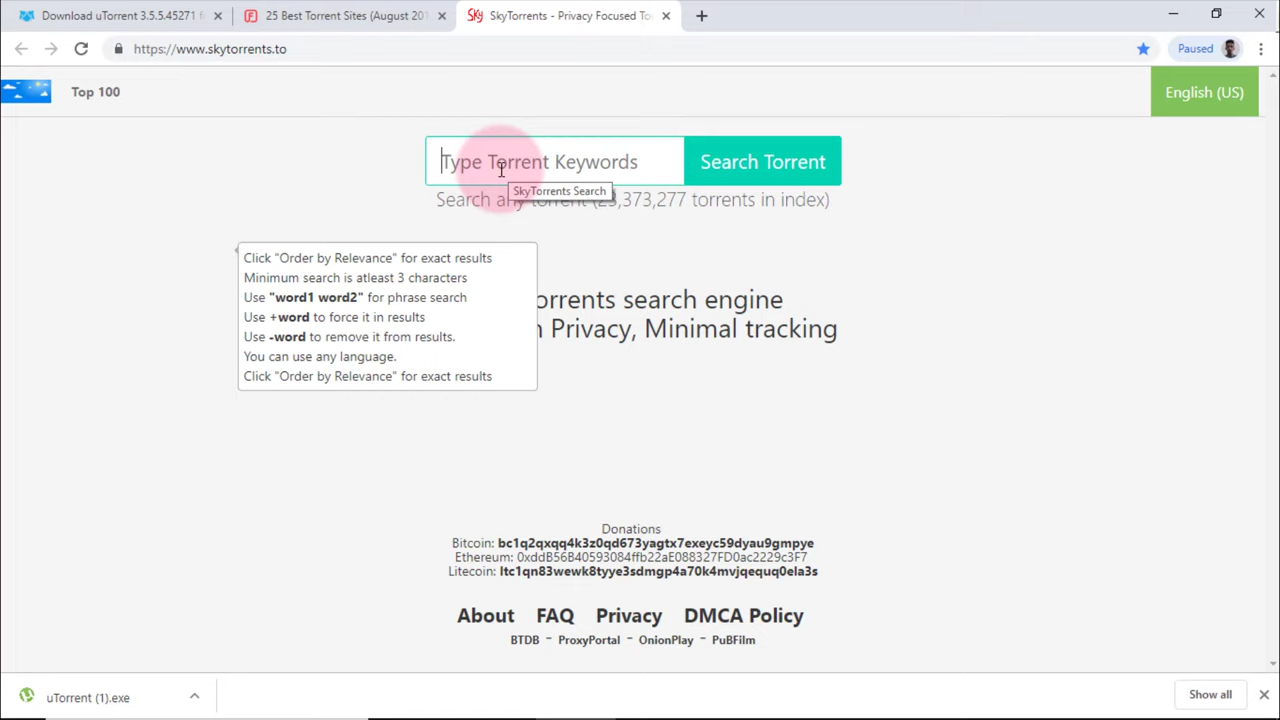 Download uTorrent 3.5.5.45271 f
25 Best Torrent Sites (August 201
SKY
SkyTorrents - Privacy Focused To
https://www.skytorrents.to
Paused
Top 100
English (US)
Type Torrent Keywords
Search Torrent
SkyTorrents Search
Search any torrent (23,373,277 torrents in index)
Click "Order by Relevance" for exact results
Minimum search is atleast 3 characters
Use "word1 word2" for phrase search
Use +word to force it in results
Use -word to remove it from results.
You can use any language.
Click "Order by Relevance" for exact results
orrents search engine
Privacy, Minimal tracking
Donations
Bitcoin: bc1q2qxqq4k3z0qd673yagtx7exeyc59dyau9gmpye
Ethereum: 0xddB56B40593084ffb22aE088327FD0ac2229c3F7
Litecoin: ltc1qn83wewk8tyye3sdmgp4a70k4mvjqequq0ela3s
About FAQ Privacy DMCA Policy
BTDB - ProxyPortal - OnionPlay - PuBFilm
uTorrent (1).exe
Show all